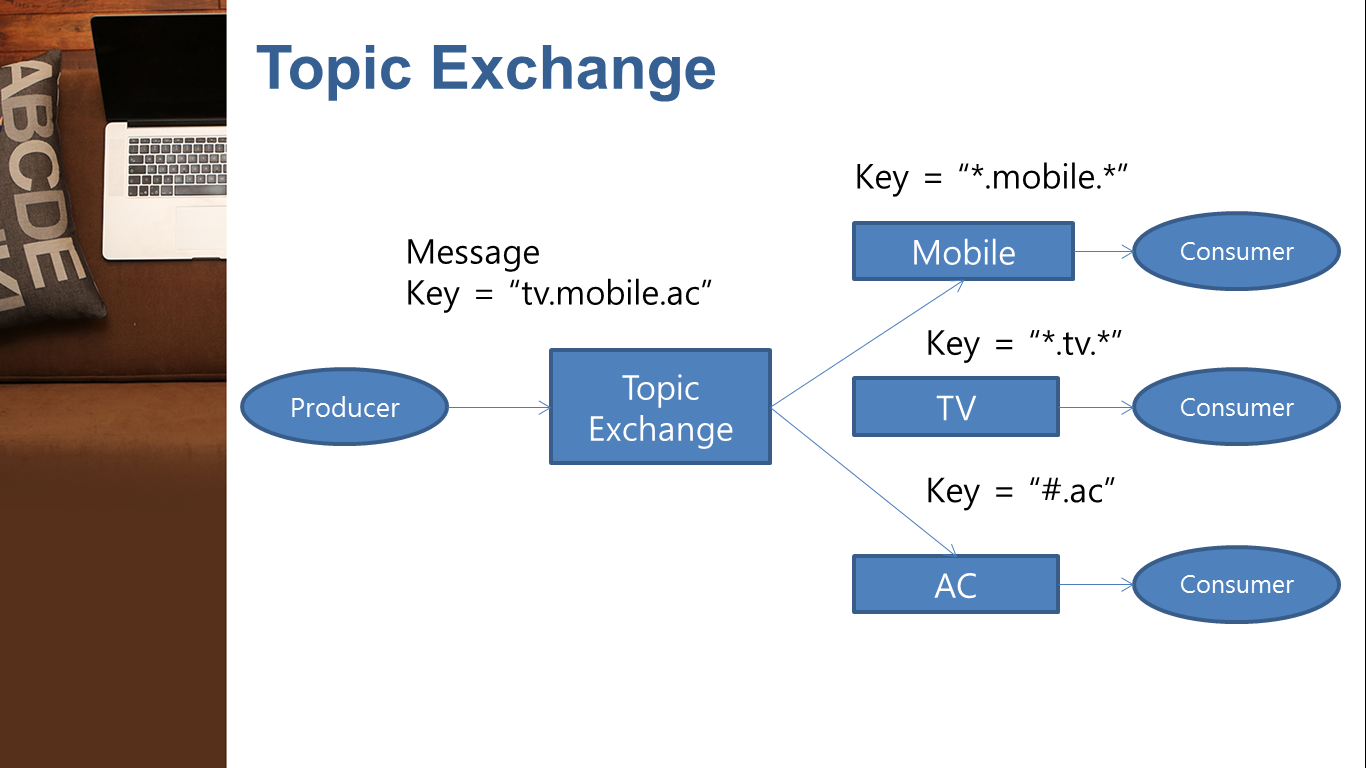 Topic Exchange
Key = “*.mobile.*”
Mobile
Consumer
Message
Key = “tv.mobile.ac”
Key = “*.tv.*”
Producer
Topic
Exchange
TV
Consumer
Key = “#.ac”
AC
Consumer
ABCDE